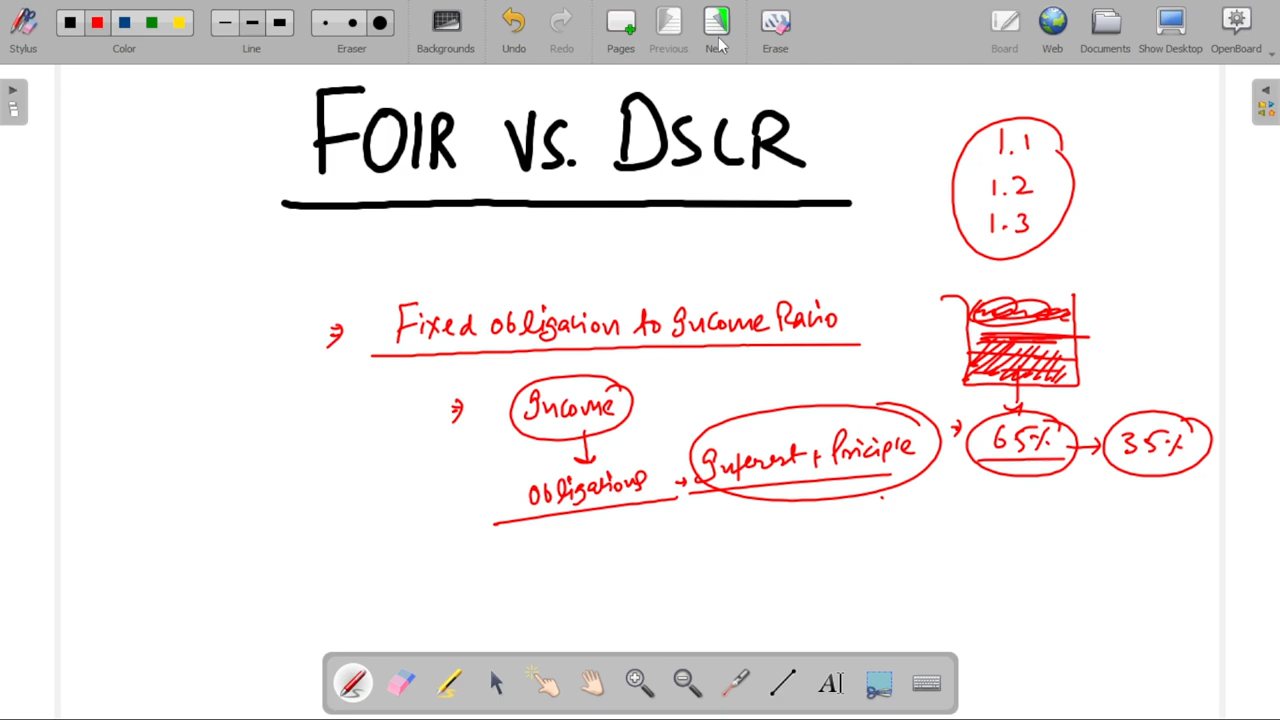 Stylus
Color
Line
Eraser
Backgrounds
Undo
Redo
Pages
Previous
Next
Erase
Board
Web
Documents
Show Desktop
OpenBoard
FOIR vs. DSCR
1.1
1.2
1.3
⇒ Fixed obligation to Income Ratio
⇒ Income
Obligations → Interest + Principle ⇒ 65% → 35%